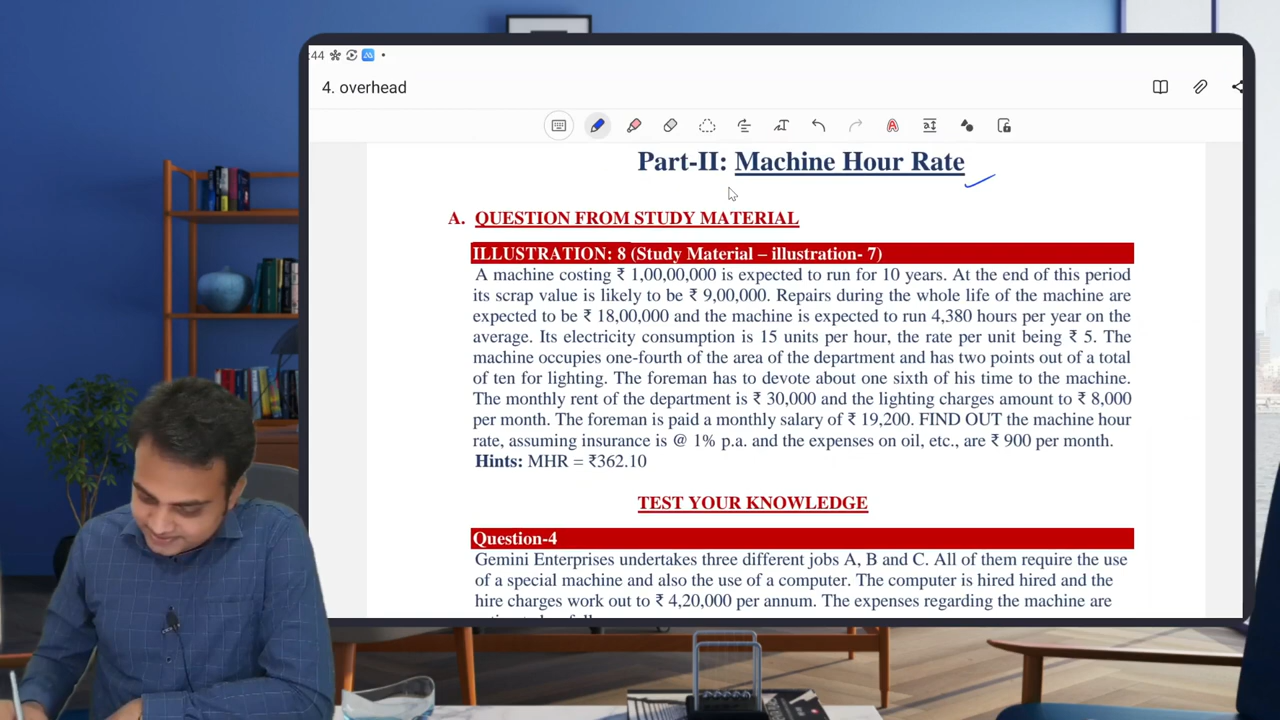 :44
4. overhead
Part-II: Machine Hour Rate
A. QUESTION FROM STUDY MATERIAL
ILLUSTRATION: 8 (Study Material – illustration- 7)
A machine costing ₹ 1,00,00,000 is expected to run for 10 years. At the end of this period
its scrap value is likely to be ₹ 9,00,000. Repairs during the whole life of the machine are
expected to be ₹ 18,00,000 and the machine is expected to run 4,380 hours per year on the
average. Its electricity consumption is 15 units per hour, the rate per unit being ₹ 5. The
machine occupies one-fourth of the area of the department and has two points out of a total
of ten for lighting. The foreman has to devote about one sixth of his time to the machine.
The monthly rent of the department is ₹ 30,000 and the lighting charges amount to ₹ 8,000
per month. The foreman is paid a monthly salary of ₹ 19,200. FIND OUT the machine hour
rate, assuming insurance is @ 1% p.a. and the expenses on oil, etc., are ₹ 900 per month.
Hints: MHR = ₹362.10
TEST YOUR KNOWLEDGE
Question-4
Gemini Enterprises undertakes three different jobs A, B and C. All of them require the use
of a special machine and also the use of a computer. The computer is hired hired and the
hire charges work out to ₹ 4,20,000 per annum. The expenses regarding the machine are